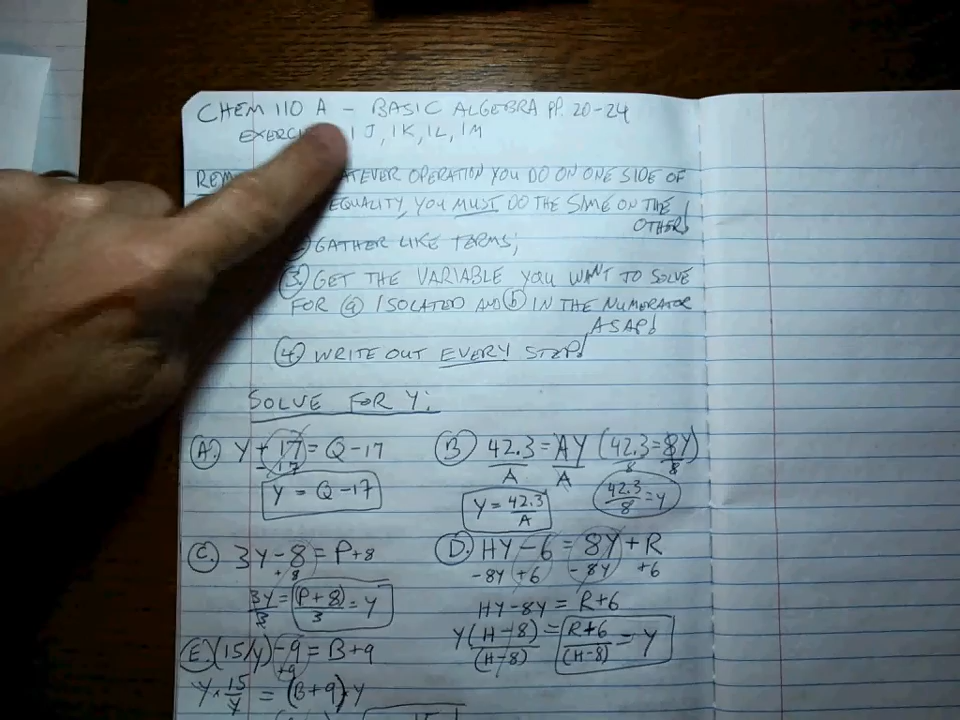 CHEM 110 A - BASIC ALGEBRA PP. 20-24
EXERCI 1J, 1K, 1L, 1M
REM ATEVER OPERATION YOU DO ON ONE SIDE OF
EQUALITY, YOU MUST DO THE SAME ON THE
OTHER!
GATHER LIKE TERMS;
3. GET THE VARIABLE YOU WANT TO SOLVE
FOR a ISOLATED AND b IN THE NUMERATOR
ASAP!
4 WRITE OUT EVERY STEP!
SOLVE FOR Y:
A. Y + 17 = Q - 17
- 17
Y = Q - 17
B 42.3 = AY (42.3 = 8Y)
A A 8 8
Y = 42.3/A 42.3/8 = Y
C 3Y - 8 = P + 8
+ 8
3Y/3 = (P + 8)/3 = Y
D. HY - 6 = 8Y + R
-8Y +6 -8Y +6
HY - 8Y = R + 6
Y(H-8)/(H-8) = R+6/(H-8) = Y
E. (15/Y) - 9 = B + 9
+9
Y · 15/Y = (B+9) · Y